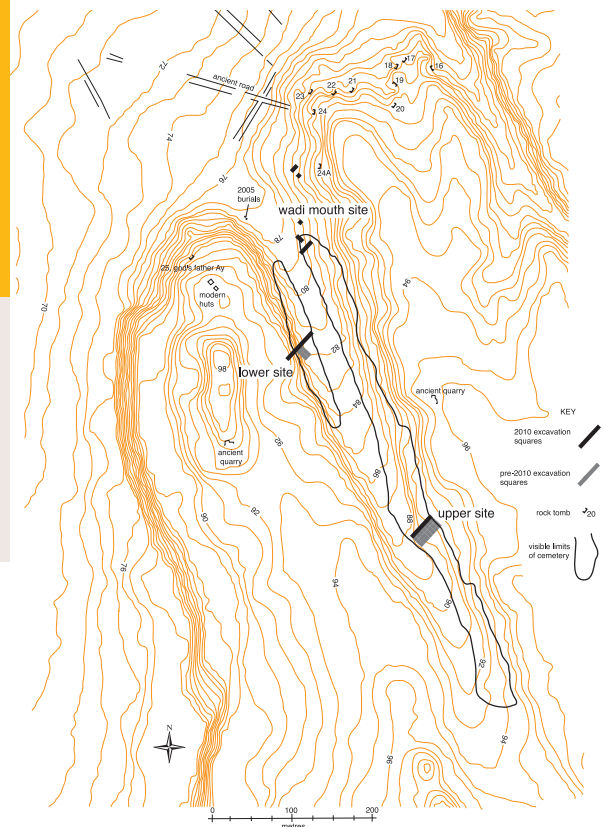 72
17
18
16
ancient road
19
22
21
23
20
24
74
24A
76
2005
burials
wadi mouth site
78
25, god's father Ay
94
80
modern
huts
70
82
lower site
98
ancient quarry
84
KEY
92
2010 excavation
squares
ancient
quarry
86
96
pre-2010 excavation
squares
90
92
88
upper site
rock tomb
20
visible limits
of cemetery
76
94
90
92
N
94
96
0
100
200
metres